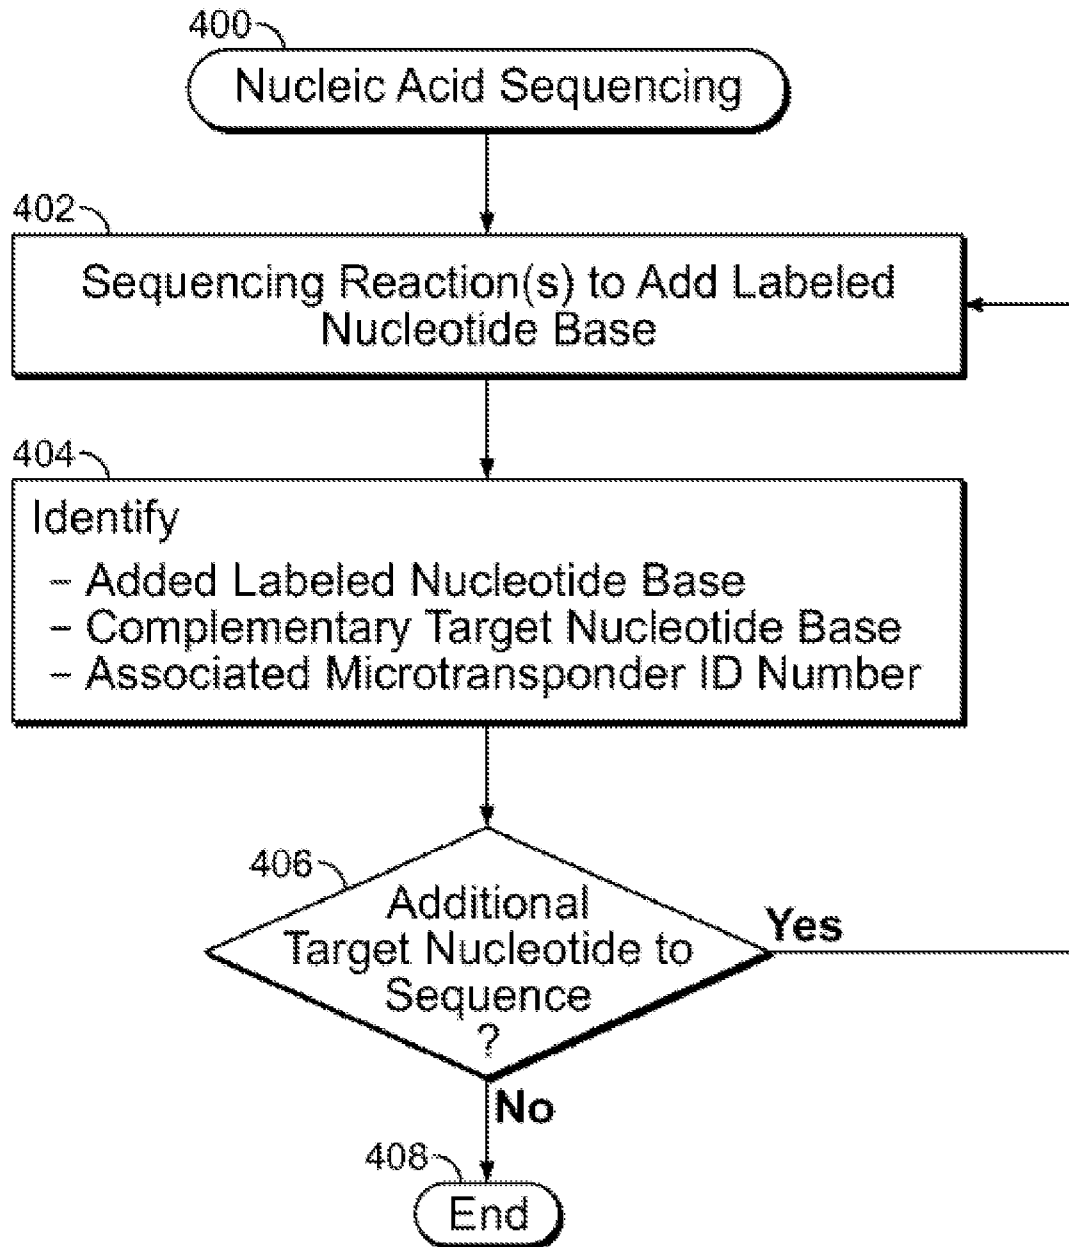 400
Nucleic Acid Sequencing
402
Sequencing Reaction(s) to Add Labeled
Nucleotide Base
404
Identify
– Added Labeled Nucleotide Base
– Complementary Target Nucleotide Base
– Associated Microtransponder ID Number
406
Additional
Target Nucleotide to
Sequence
?
Yes
No
408
End